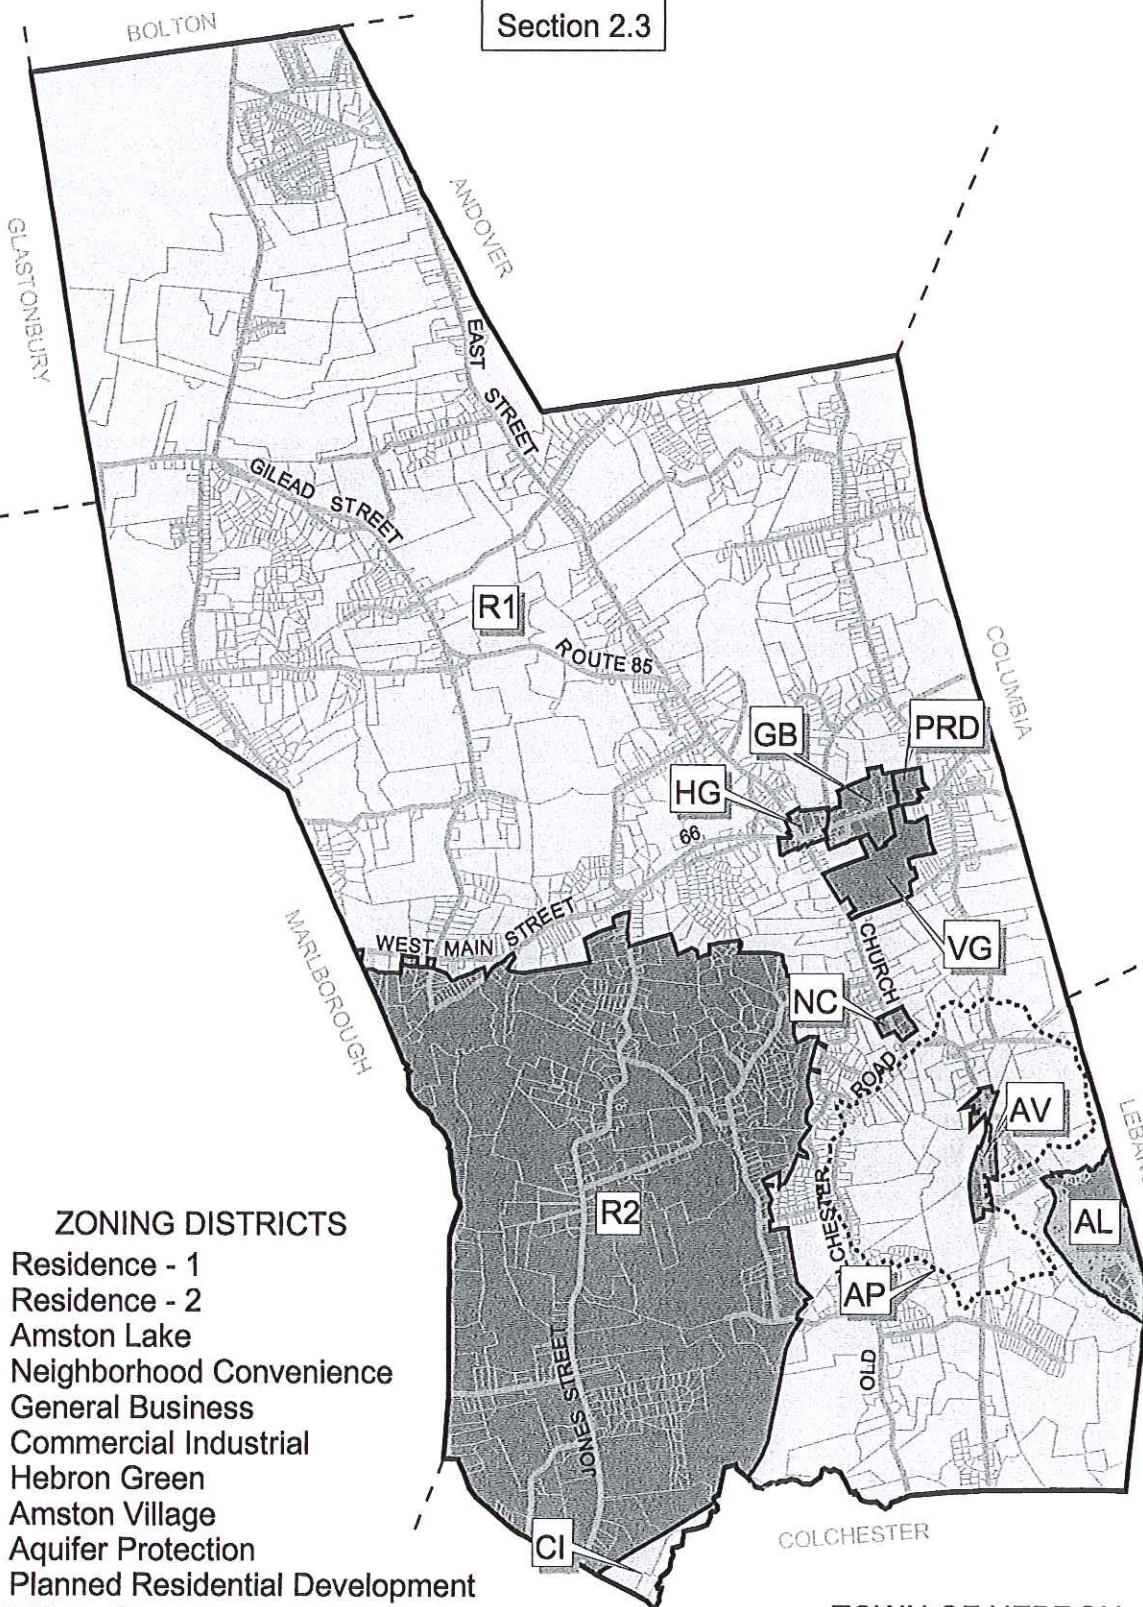 Section 2.3
BOLTON
ANDOVER
GLASTONBURY
EAST STREET
GILEAD STREET
R1
ROUTE 85
COLUMBIA
PRD
GB
HG
66
WEST MAIN STREET
MARLBOROUGH
CHURCH
VG
NC
ROAD
AV
R2
CHESTER
AL
AP
OLD
JONES STREET
CI
COLCHESTER
ZONING DISTRICTS
Residence - 1
Residence - 2
Amston Lake
Neighborhood Convenience
General Business
Commercial Industrial
Hebron Green
Amston Village
Aquifer Protection
Planned Residential Development